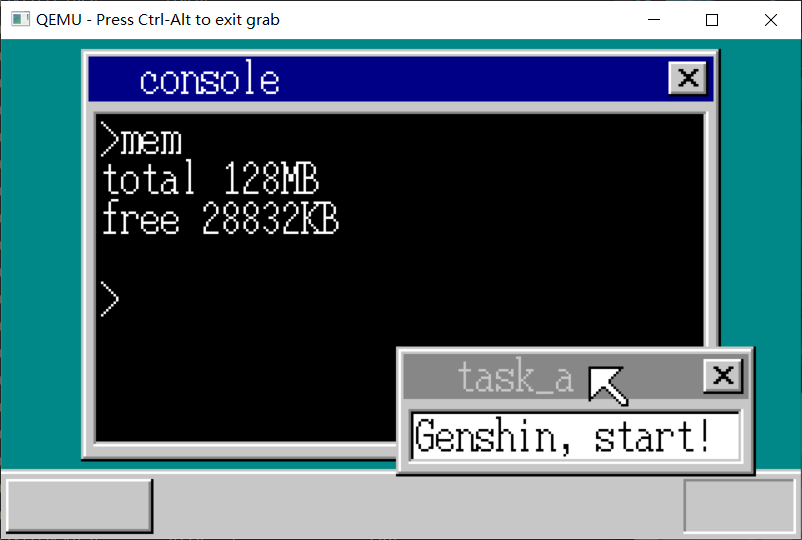 QEMU - Press Ctrl-Alt to exit grab
console
>mem
total 128MB
free 28832KB
>
task_a
Genshin, start!